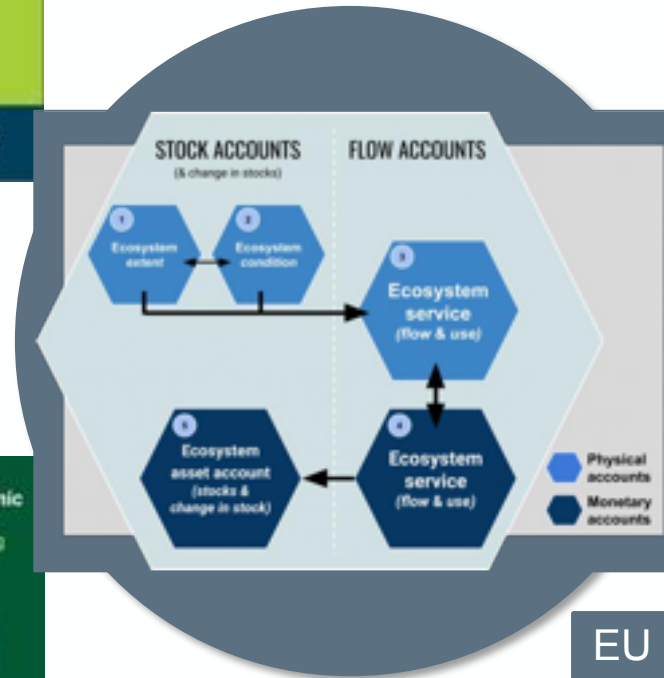 STOCK ACCOUNTS
(& change in stocks)
FLOW ACCOUNTS
1
Ecosystem
extent
2
Ecosystem
condition
3
Ecosystem
service
(flow & use)
5
Ecosystem
asset account
(stocks &
change in stock)
4
Ecosystem
service
(flow & use)
Physical
accounts
Monetary
accounts
nic
EU